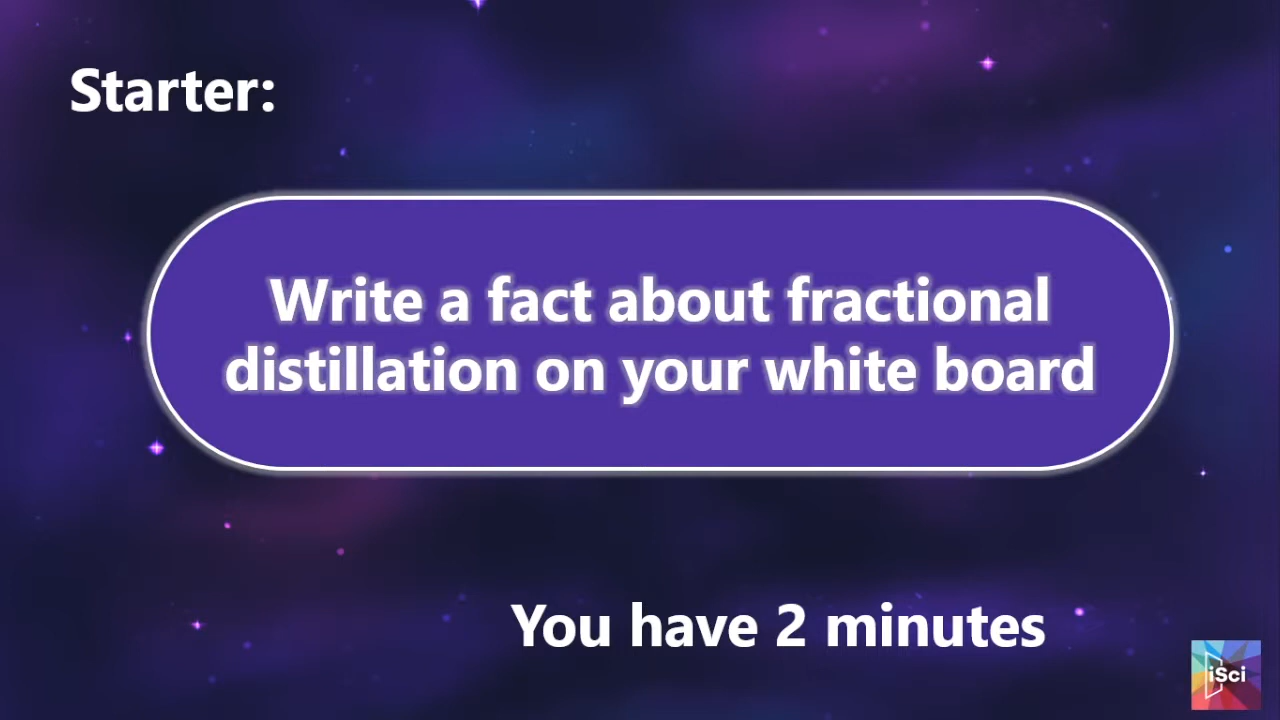 Starter:
Write a fact about fractional
distillation on your white board
You have 2 minutes
iSci